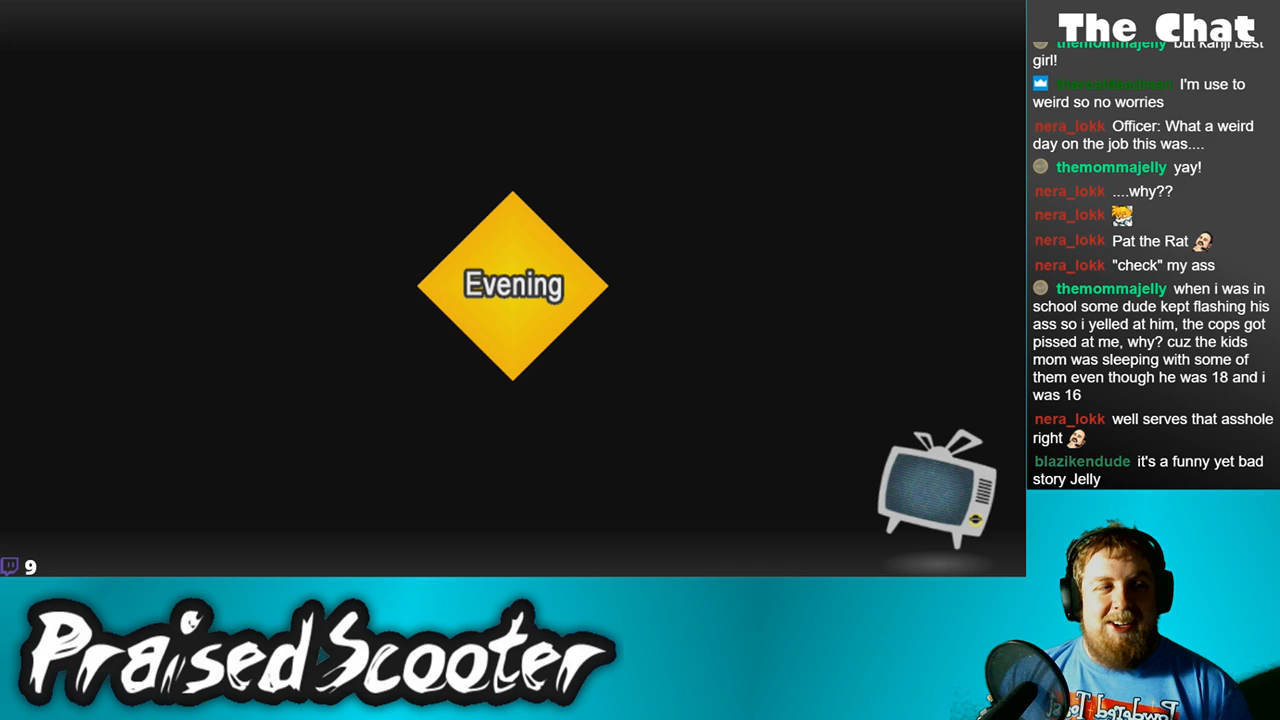 The Chat
themommajelly but kanji best
girl!
I'm use to
weird so no worries
nera_lokk Officer: What a weird
day on the job this was....
themommajelly yay!
nera_lokk ....why??
nera_lokk
nera_lokk Pat the Rat
nera_lokk "check" my ass
themommajelly when i was in
school some dude kept flashing his
ass so i yelled at him, the cops got
pissed at me, why? cuz the kids
mom was sleeping with some of
them even though he was 18 and i
was 16
nera_lokk well serves that asshole
right
blazikendude it's a funny yet bad
story Jelly
Evening
9
PraisedScooter